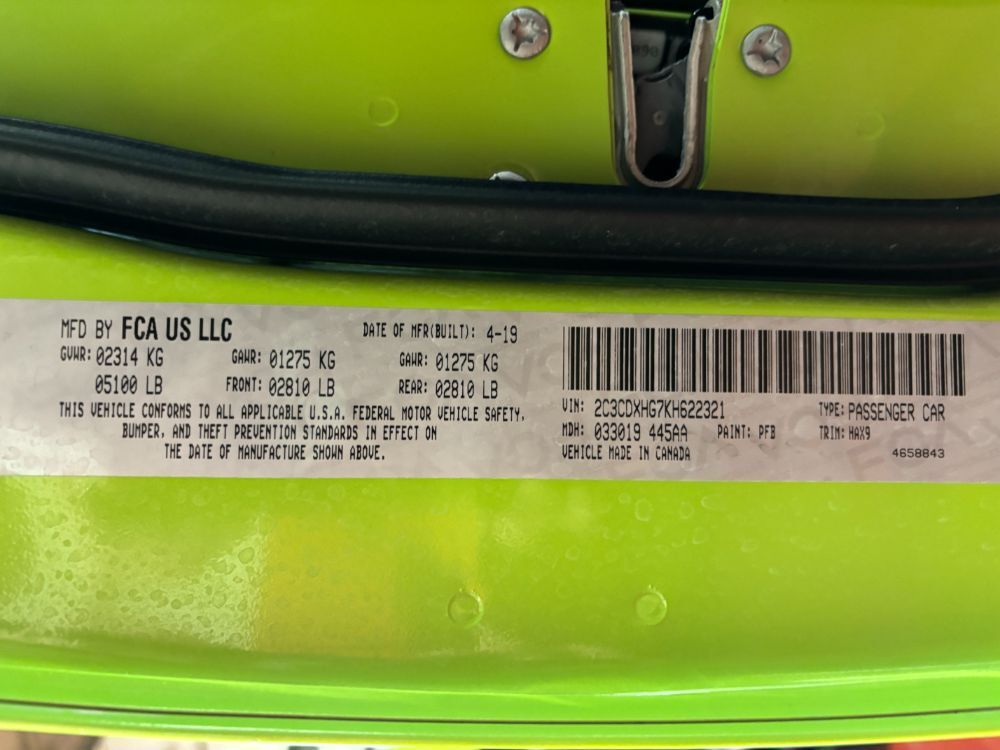 MFD BY FCA US LLC DATE OF MFR(BUILT): 4-19
GVWR: 02314 KG GAWR: 01275 KG GAWR: 01275 KG
05100 LB FRONT: 02810 LB REAR: 02810 LB
THIS VEHICLE CONFORMS TO ALL APPLICABLE U.S.A. FEDERAL MOTOR VEHICLE SAFETY,
BUMPER, AND THEFT PREVENTION STANDARDS IN EFFECT ON
THE DATE OF MANUFACTURE SHOWN ABOVE.
VIN: 2C3CDXHG7KH622321 TYPE: PASSENGER CAR
MDH: 033019 445AA PAINT: PFB TRIM: HAX9
VEHICLE MADE IN CANADA 4658843